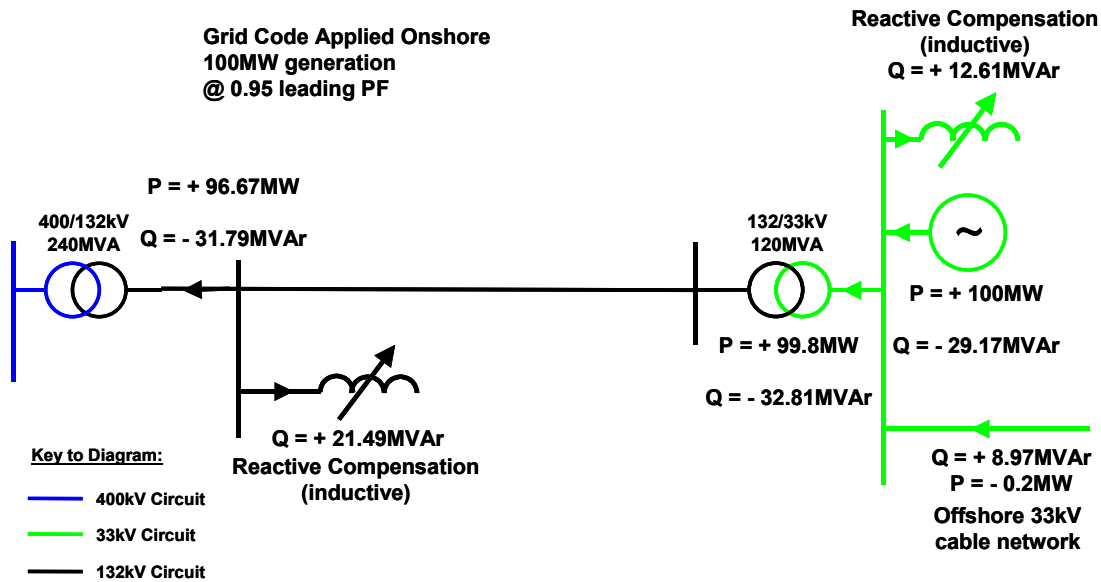 Grid Code Applied Onshore
100MW generation
@ 0.95 leading PF
Reactive Compensation
(inductive)
Q = + 12.61MVAr
P = + 96.67MW
400/132kV
240MVA
Q = - 31.79MVAr
132/33kV
120MVA
~
P = + 100MW
P = + 99.8MW
Q = - 29.17MVAr
Q = - 32.81MVAr
Q = + 21.49MVAr
Reactive Compensation
(inductive)
Q = + 8.97MVAr
P = - 0.2MW
Offshore 33kV
cable network
Key to Diagram:
400kV Circuit
33kV Circuit
132kV Circuit